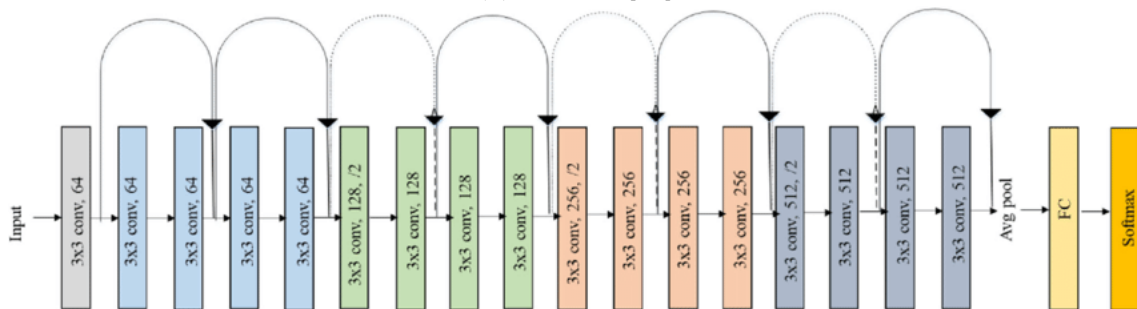 Input
3x3 conv, 64
3x3 conv, 64
3x3 conv, 64
3x3 conv, 64
3x3 conv, 64
3x3 conv, 128, /2
3x3 conv, 128
3x3 conv, 128
3x3 conv, 128
3x3 conv, 256, /2
3x3 conv, 256
3x3 conv, 256
3x3 conv, 256
3x3 conv, 512, /2
3x3 conv, 512
3x3 conv, 512
3x3 conv, 512
Avg pool
FC
Softmax